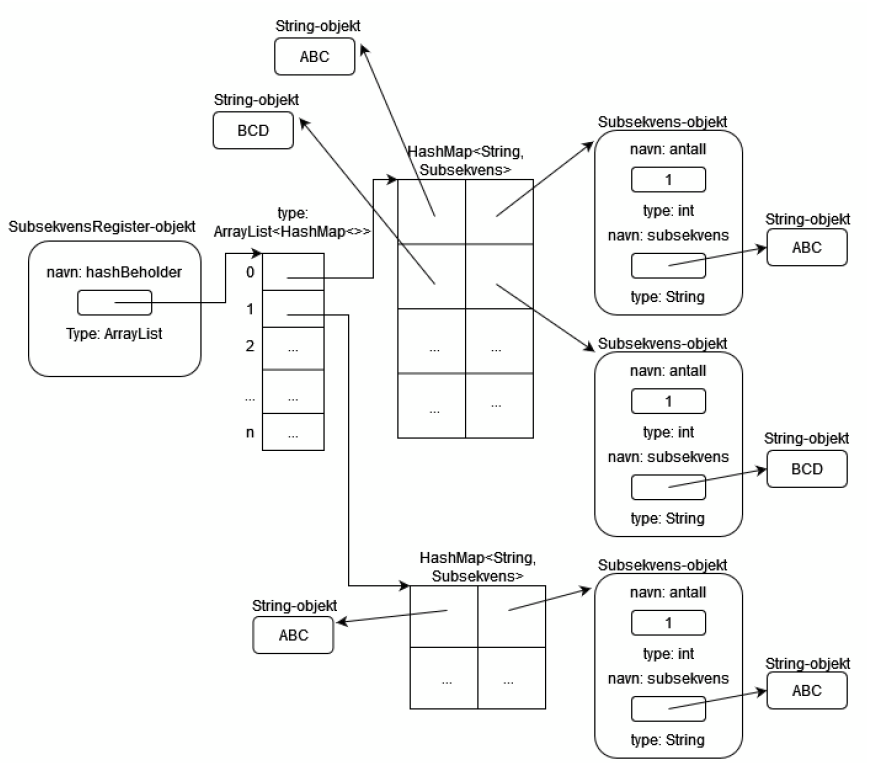 String-objekt
ABC
String-objekt
BCD
HashMap<String,
Subsekvens>
Subsekvens-objekt
navn: antall
1
type: int
navn: subsekvens
type: String
String-objekt
ABC
SubsekvensRegister-objekt
navn: hashBeholder
Type: ArrayList
type:
ArrayList<HashMap<>>
0
1
2
...
...
...
n
...
...
...
...
...
Subsekvens-objekt
navn: antall
1
type: int
navn: subsekvens
type: String
String-objekt
BCD
HashMap<String,
Subsekvens>
String-objekt
ABC
...
...
Subsekvens-objekt
navn: antall
1
type: int
navn: subsekvens
type: String
String-objekt
ABC